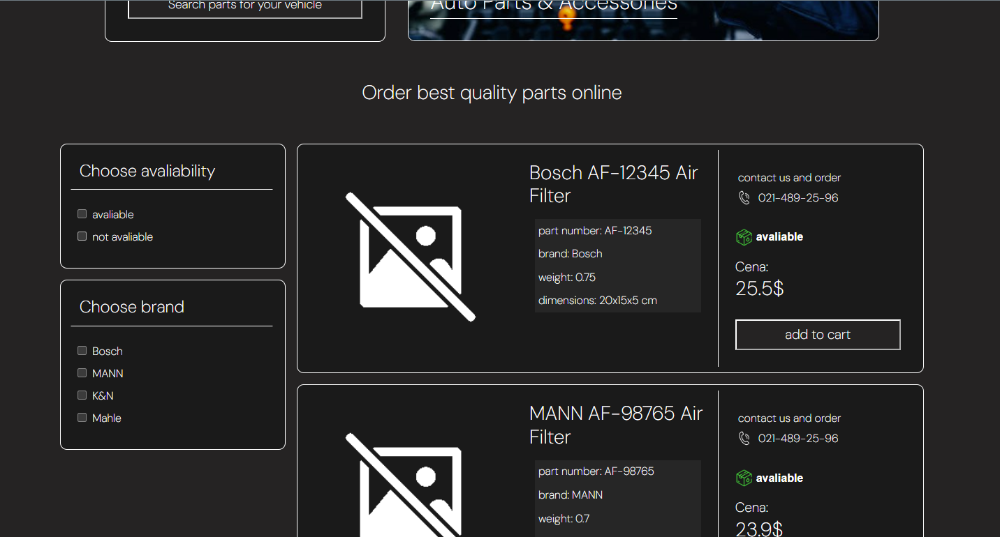 Search parts for your vehicle
Auto Parts & Accessories
Order best quality parts online
Choose avaliability
avaliable
not avaliable
Choose brand
Bosch
MANN
K&N
Mahle
Bosch AF-12345 Air
Filter
part number: AF-12345
brand: Bosch
weight: 0.75
dimensions: 20x15x5 cm
contact us and order
021-489-25-96
avaliable
Cena:
25.5$
add to cart
MANN AF-98765 Air
Filter
part number: AF-98765
brand: MANN
weight: 0.7
contact us and order
021-489-25-96
avaliable
Cena:
23.9$